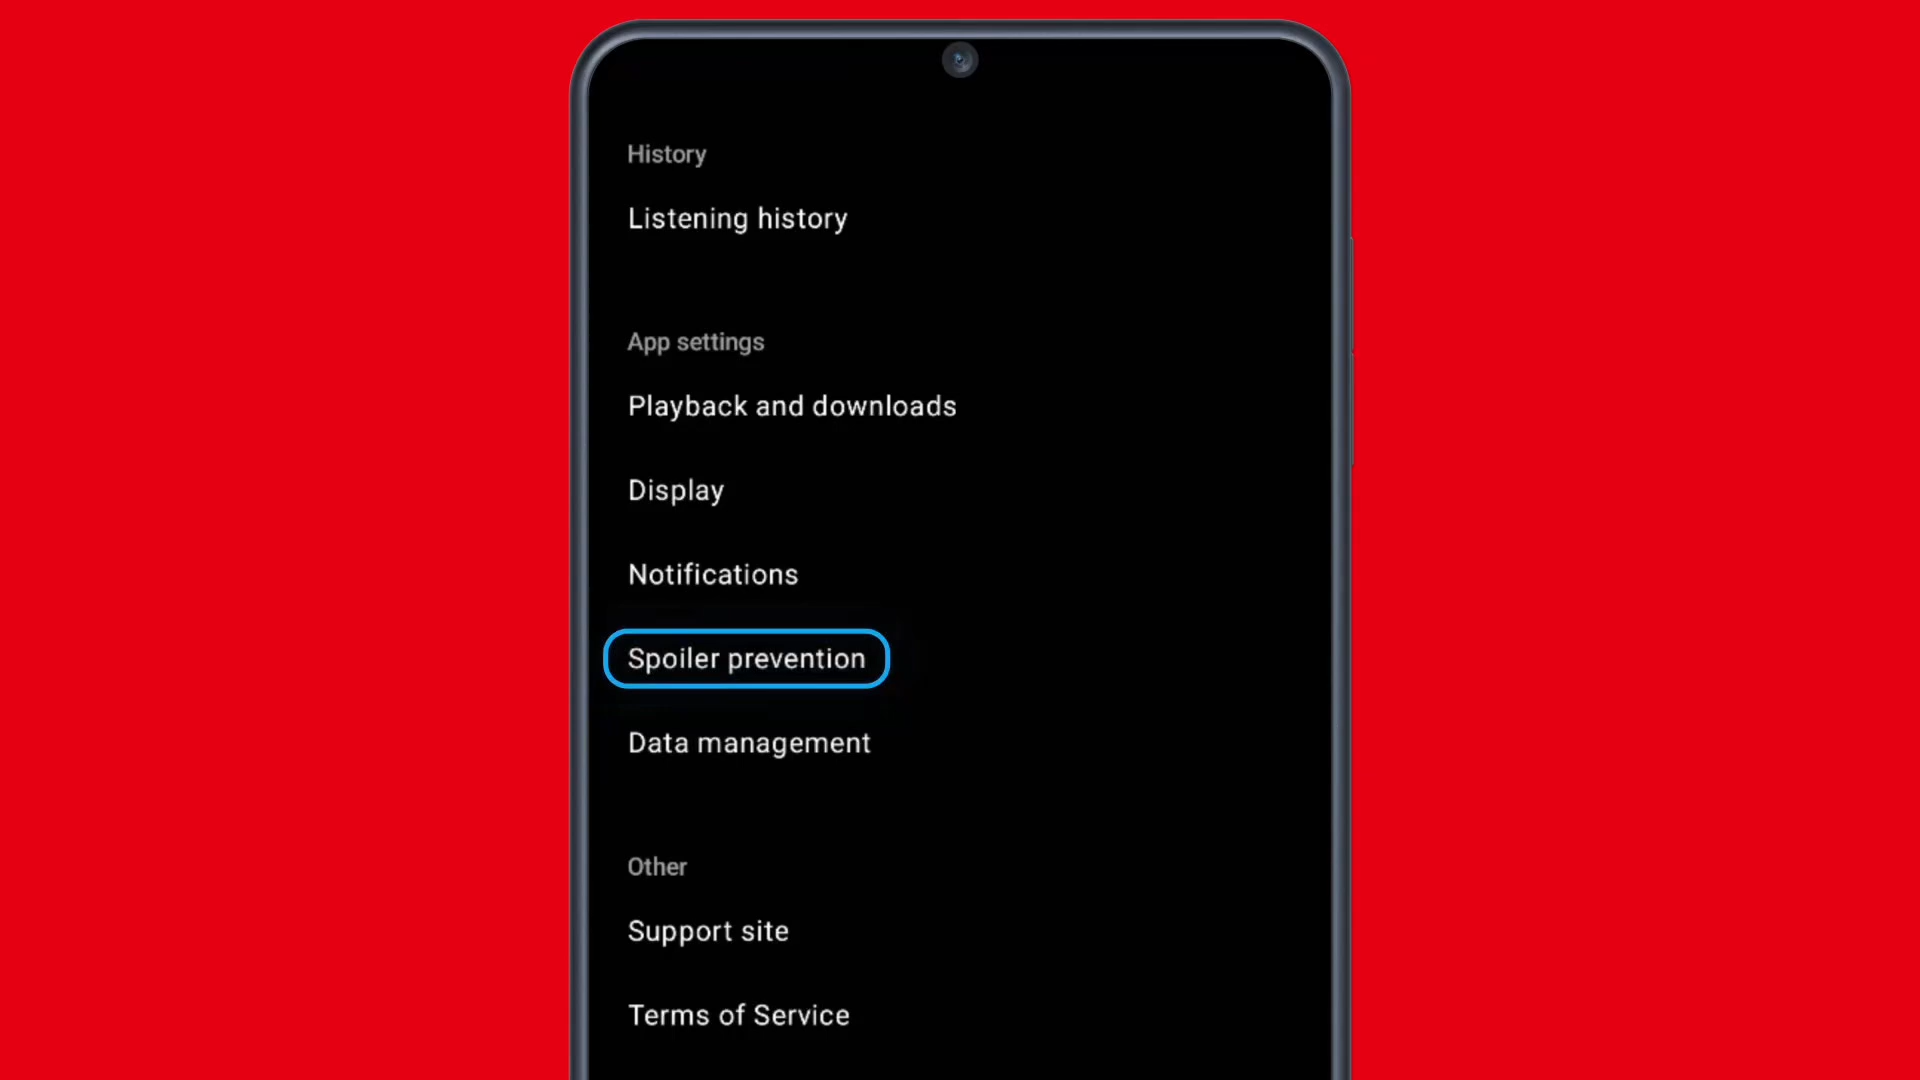 History
Listening history
App settings
Playback and downloads
Display
Notifications
Spoiler prevention
Data management
Other
Support site
Terms of Service